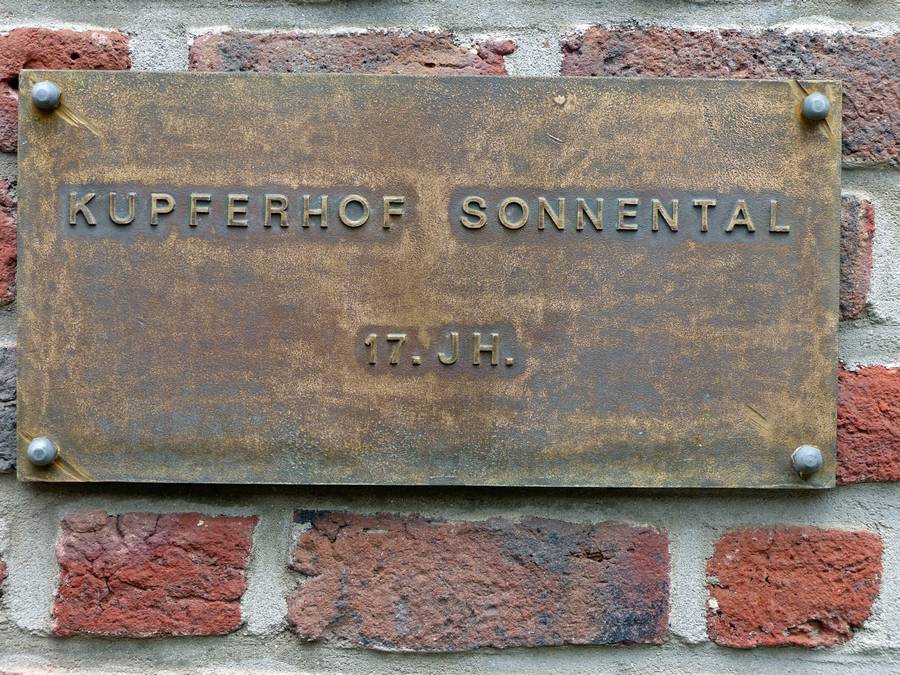 KUPFERHOF SONNENTAL
17. JH.